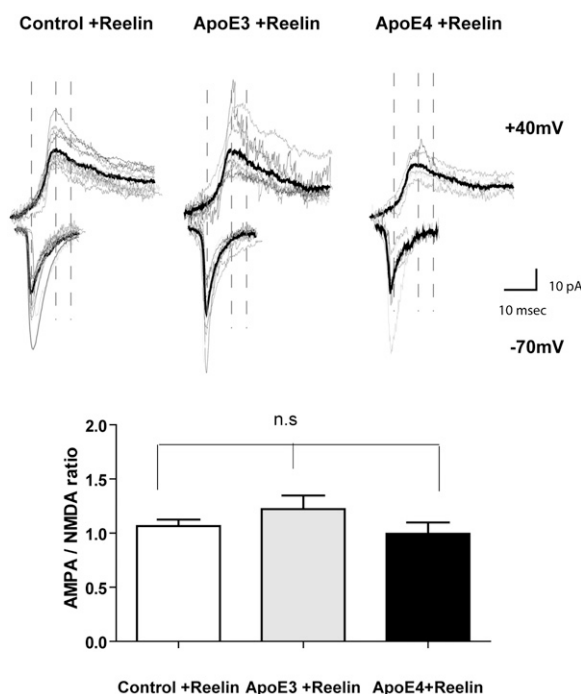 Control +Reelin ApoE3 +Reelin ApoE4 +Reelin
+40mV
10 pA
10 msec
-70mV
n.s
2.0
1.5
1.0
0.5
0.0
AMPA / NMDA ratio
Control +Reelin ApoE3 +Reelin ApoE4+Reelin